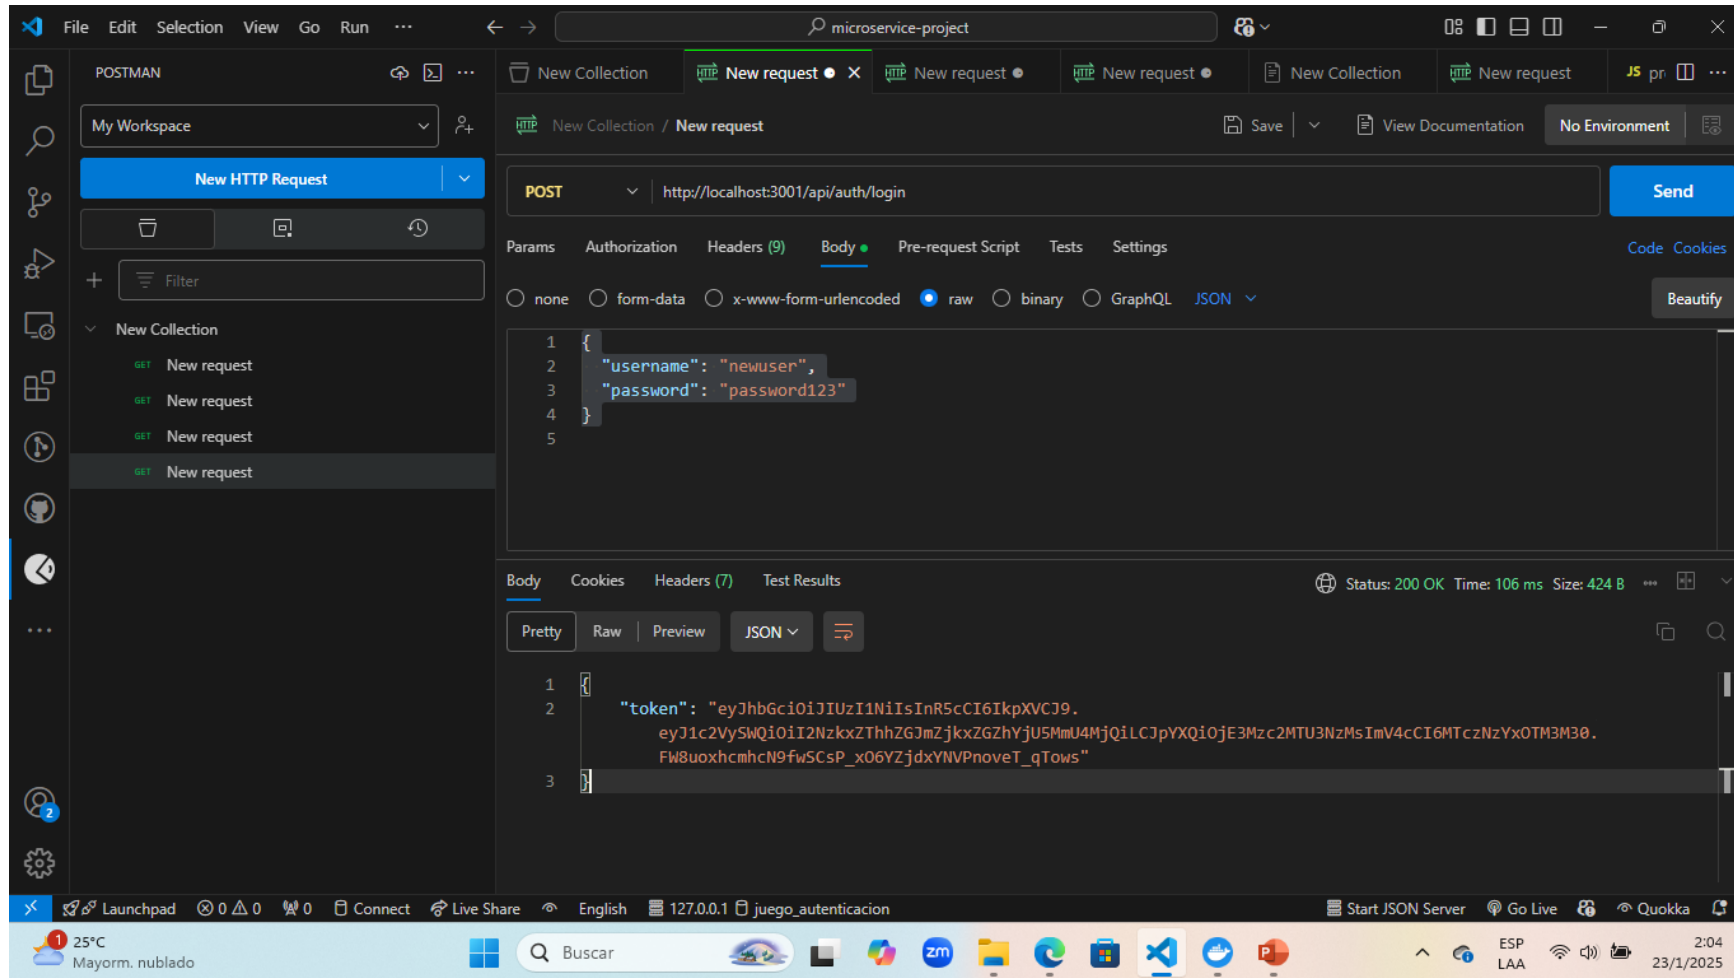 File Edit Selection View Go Run ···
microservice-project
POSTMAN
New Collection
New request
New request
New request
New Collection
New request
JS pr
My Workspace
New Collection / New request
Save
View Documentation
No Environment
New HTTP Request
POST
http://localhost:3001/api/auth/login
Send
Params Authorization Headers (9) Body Pre-request Script Tests Settings
Code Cookies
Filter
none form-data x-www-form-urlencoded raw binary GraphQL JSON
Beautify
New Collection
GET New request
GET New request
GET New request
GET New request
1 {
2 "username": "newuser",
3 "password": "password123"
4 }
5
Body Cookies Headers (7) Test Results
Status: 200 OK Time: 106 ms Size: 424 B
Pretty Raw Preview JSON
1 {
2 "token": "eyJhbGciOiJIUzI1NiIsInR5cCI6IkpXVCJ9.
eyJ1c2VySWQiOiI2NzkxZThhZGJmZjkxZGZhYjU5MmU4MjQiLCJpYXQiOjE3Mzc2MTU3NzMsImV4cCI6MTczNzYxOTM3M30.
FW8uoxhcmhcN9fwSCsP_xO6YZjdxYNVPnoveT_qTows"
3 }
2
Launchpad 0 0 0 Connect Live Share English 127.0.0.1 juego_autenticacion
Start JSON Server Go Live Quokka
1
25°C
Mayorm. nublado
Buscar
zm
ESP
LAA
2:04
23/1/2025